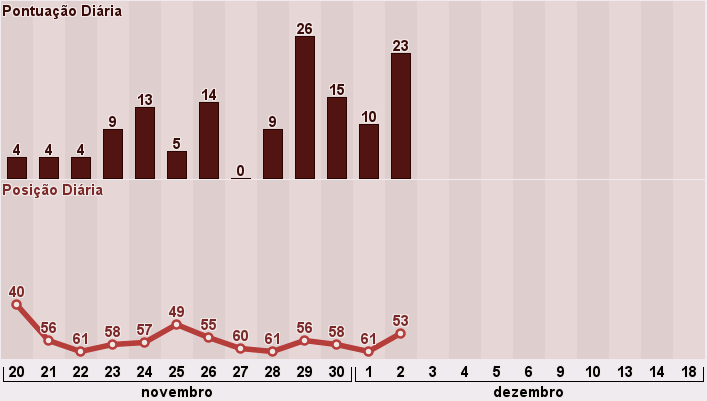 Pontuação Diária
4 4 4 9 13 5 14 0 9 26 15 10 23
Posição Diária
40 56 61 58 57 49 55 60 61 56 58 61 53
20 21 22 23 24 25 26 27 28 29 30 1 2 3 4 5 6 9 10 13 14 18
novembro dezembro